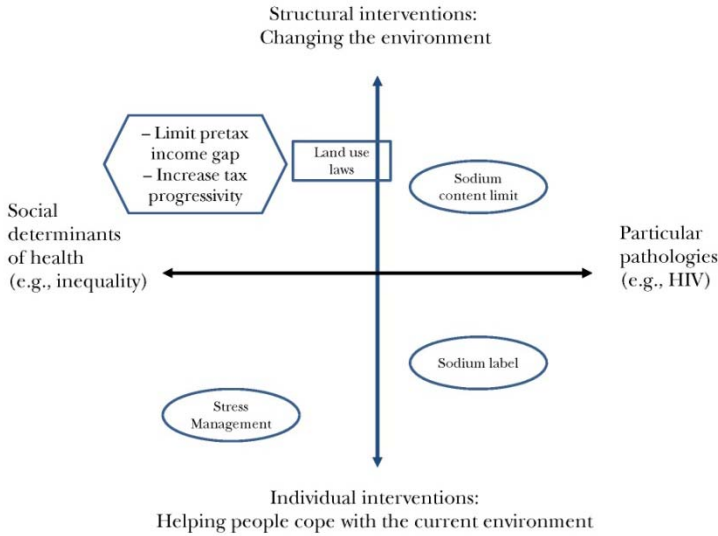 Structural interventions:
Changing the environment
– Limit pretax
income gap
– Increase tax
progressivity
Land use
laws
Sodium
content limit
Social
determinants
of health
(e.g., inequality)
Particular
pathologies
(e.g., HIV)
Sodium label
Stress
Management
Individual interventions:
Helping people cope with the current environment